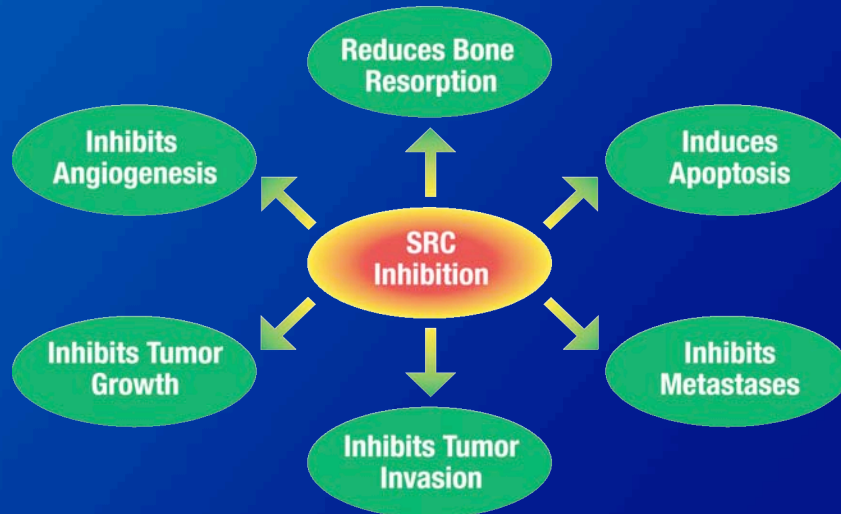 Reduces Bone
Resorption
Inhibits
Angiogenesis
Induces
Apoptosis
SRC
Inhibition
Inhibits Tumor
Growth
Inhibits
Metastases
Inhibits Tumor
Invasion